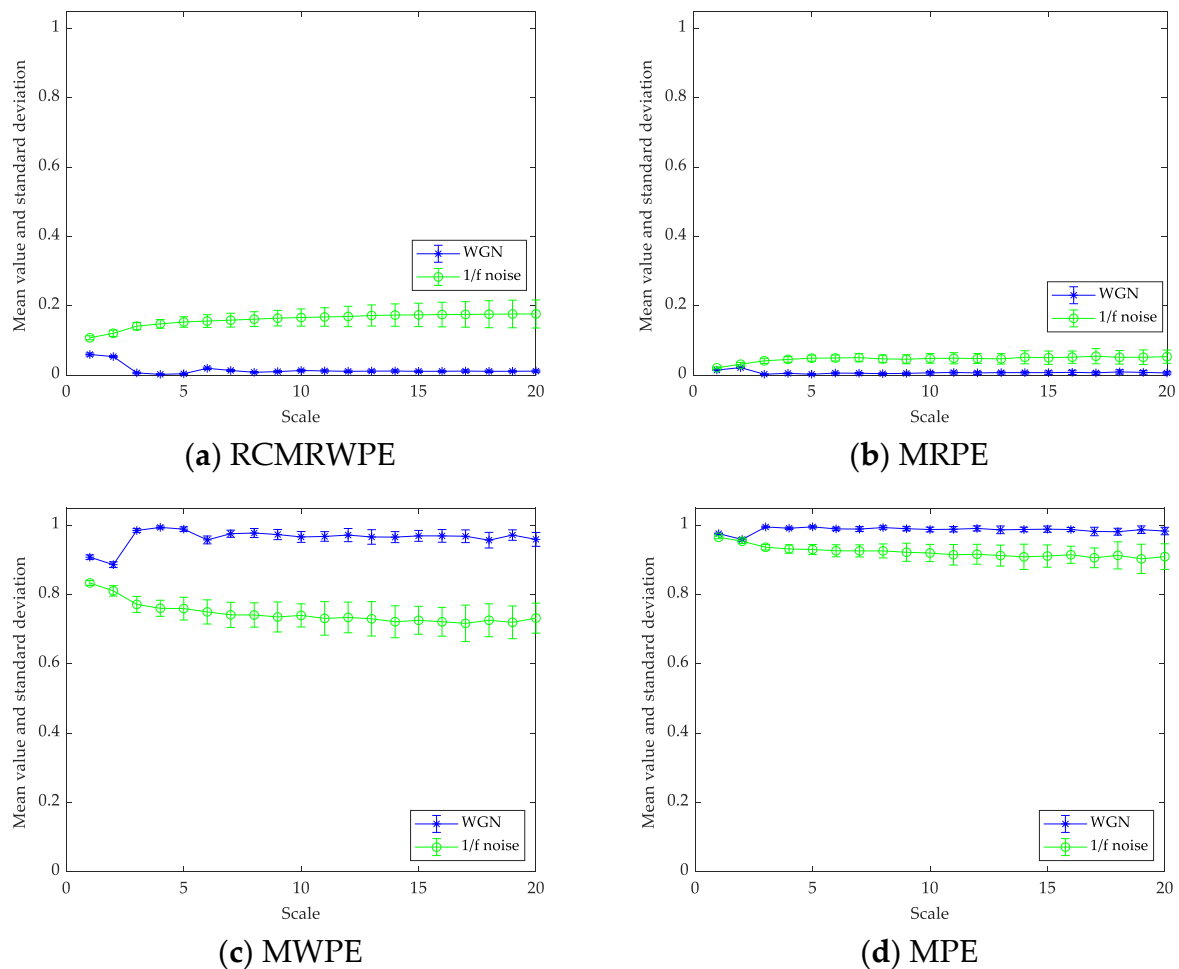 1
0.8
0.6
0.4
0.2
0
Mean value and standard deviation
WGN
1/f noise
0 5 10 15 20
Scale
(a) RCMRWPE
1
0.8
0.6
0.4
0.2
0
Mean value and standard deviation
WGN
1/f noise
0 5 10 15 20
Scale
(b) MRPE
1
0.8
0.6
0.4
0.2
0
Mean value and standard deviation
WGN
1/f noise
0 5 10 15 20
Scale
(c) MWPE
1
0.8
0.6
0.4
0.2
0
Mean value and standard deviation
WGN
1/f noise
0 5 10 15 20
Scale
(d) MPE